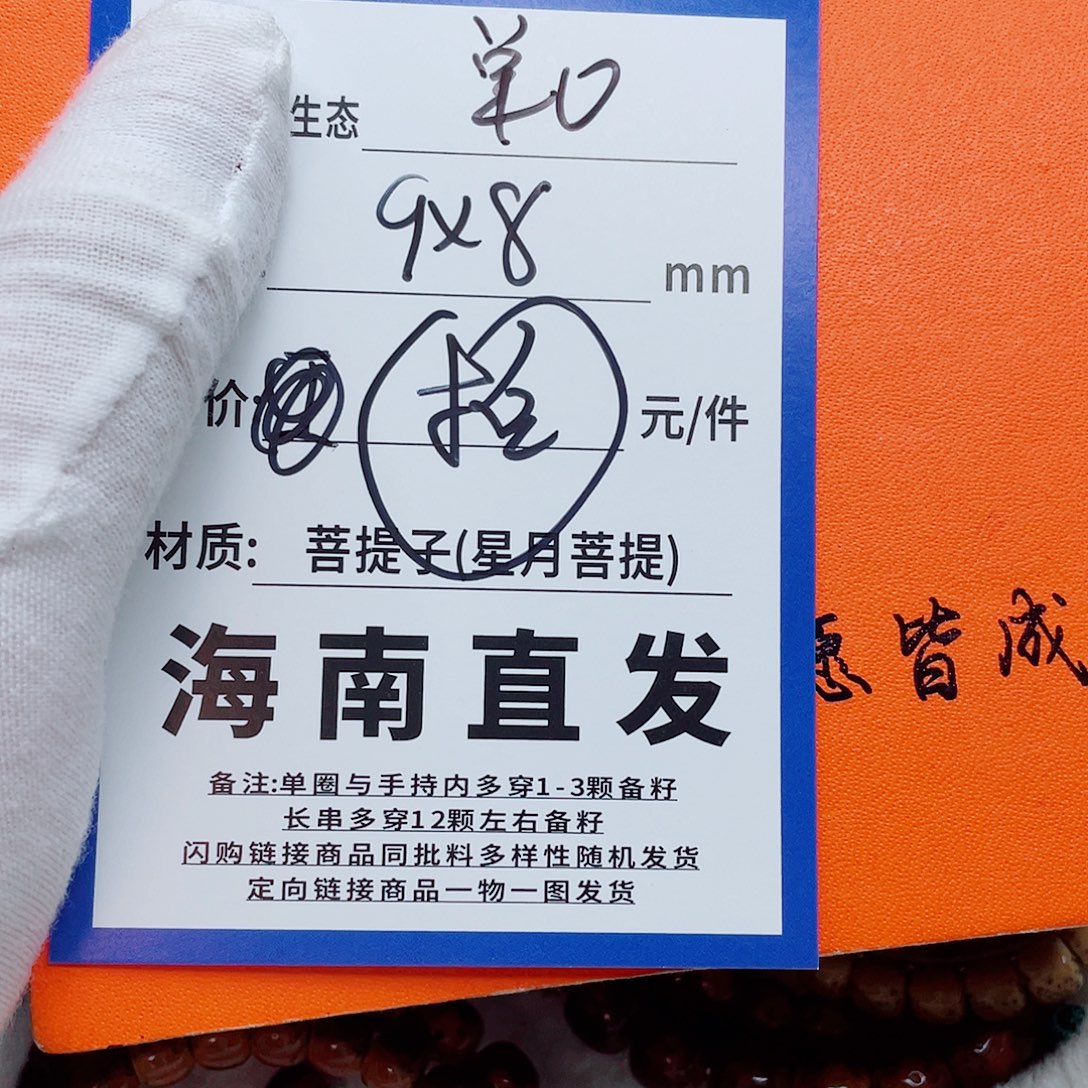 生态 单0
9x8 mm
价: 拾 元/件
材质: 菩提子(星月菩提)
海南直发
备注:单圈与手持内多穿1-3颗备籽
长串多穿12颗左右备籽
闪购链接商品同批料多样性随机发货
定向链接商品一物一图发货
愿皆成